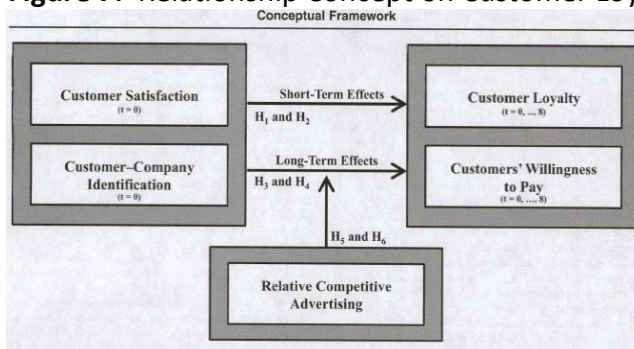 Relationship Concept on Customer
Conceptual Framework
Customer Satisfaction
(t = 0)
Customer–Company
Identification
(t = 0)
Short-Term Effects
H1 and H2
Long-Term Effects
H3 and H4
Customer Loyalty
(t = 0, ..., 8)
Customers' Willingness
to Pay
(t = 0, ..., 8)
H5 and H6
Relative Competitive
Advertising